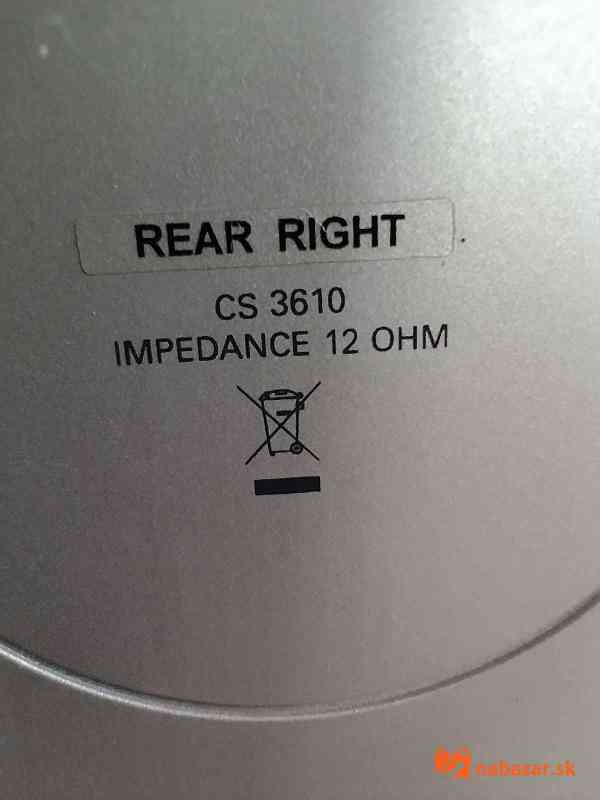 REAR RIGHT
CS 3610
IMPEDANCE 12 OHM
nabazar.sk